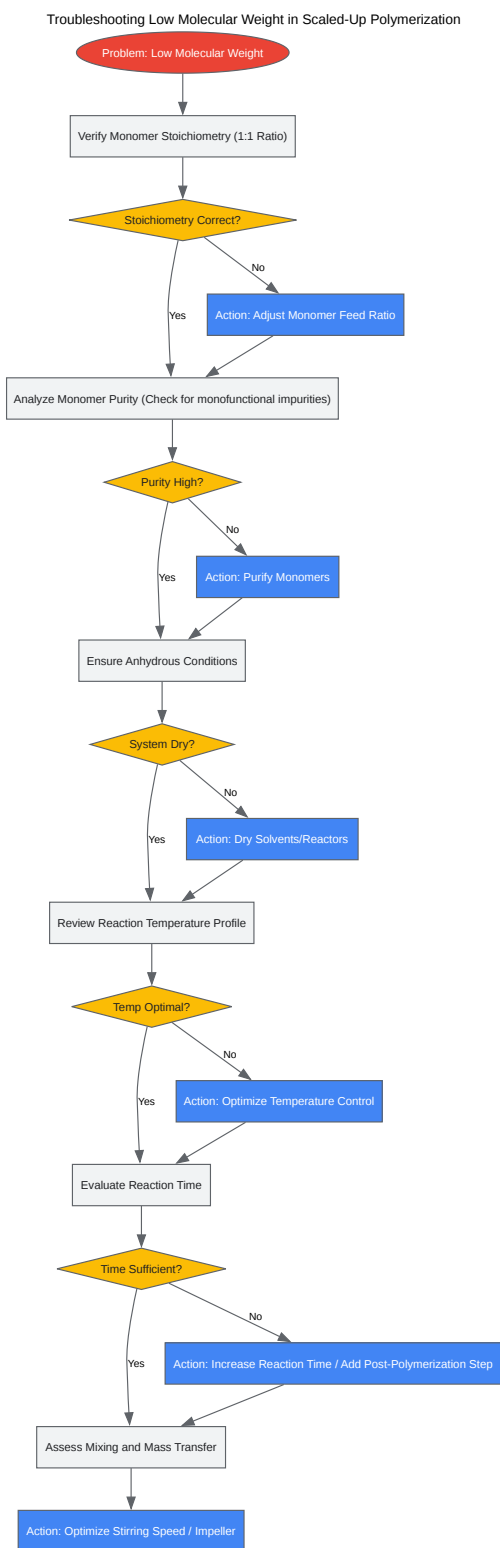 Troubleshooting Low Molecular Weight in Scaled-Up Polymerization
Problem: Low Molecular Weight
Verify Monomer Stoichiometry (1:1 Ratio)
Stoichiometry Correct?
No
Yes
Action: Adjust Monomer Feed Ratio
Analyze Monomer Purity (Check for monofunctional impurities)
Purity High?
No
Yes
Action: Purify Monomers
Ensure Anhydrous Conditions
System Dry?
No
Yes
Action: Dry Solvents/Reactors
Review Reaction Temperature Profile
Temp Optimal?
No
Yes
Action: Optimize Temperature Control
Evaluate Reaction Time
Time Sufficient?
No
Yes
Action: Increase Reaction Time / Add Post-Polymerization Step
Assess Mixing and Mass Transfer
Action: Optimize Stirring Speed / Impeller